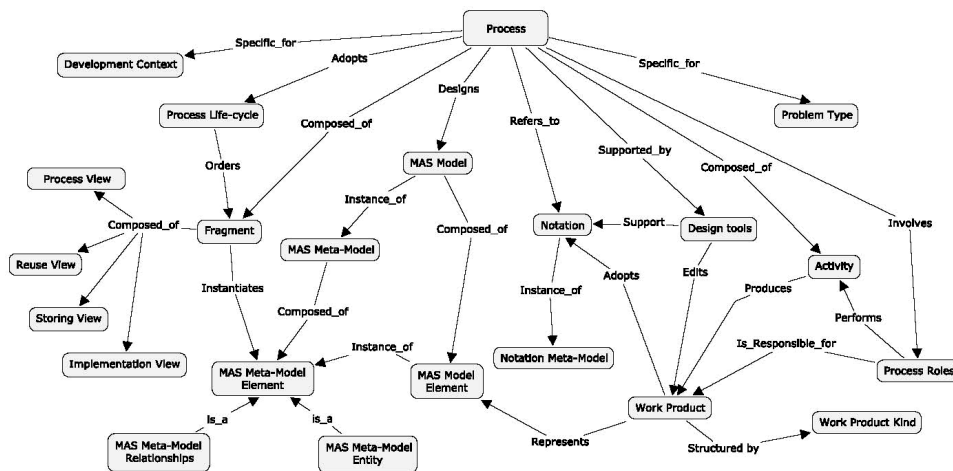 Process
Specific_for
Development Context
Adopts
Specific_for
Designs
Process Life-cycle
Problem Type
Composed_of
Refers_to
Supported_by
MAS Model
Orders
Composed_of
Process View
Instance_of
Composed_of
Fragment
Composed_of
Notation
Support
Design tools
Involves
MAS Meta-Model
Reuse View
Activity
Adopts
Edits
Instantiates
Instance_of
Produces
Composed_of
Storing View
Performs
Is_Responsible_for
Instance_of
Notation Meta-Model
Implementation View
MAS Meta-Model
Element
MAS Model
Element
Process Roles
Work Product
Is_a
is_a
Work Product Kind
MAS Meta-Model
Relationships
MAS Meta-Model
Entity
Represents
Structured by